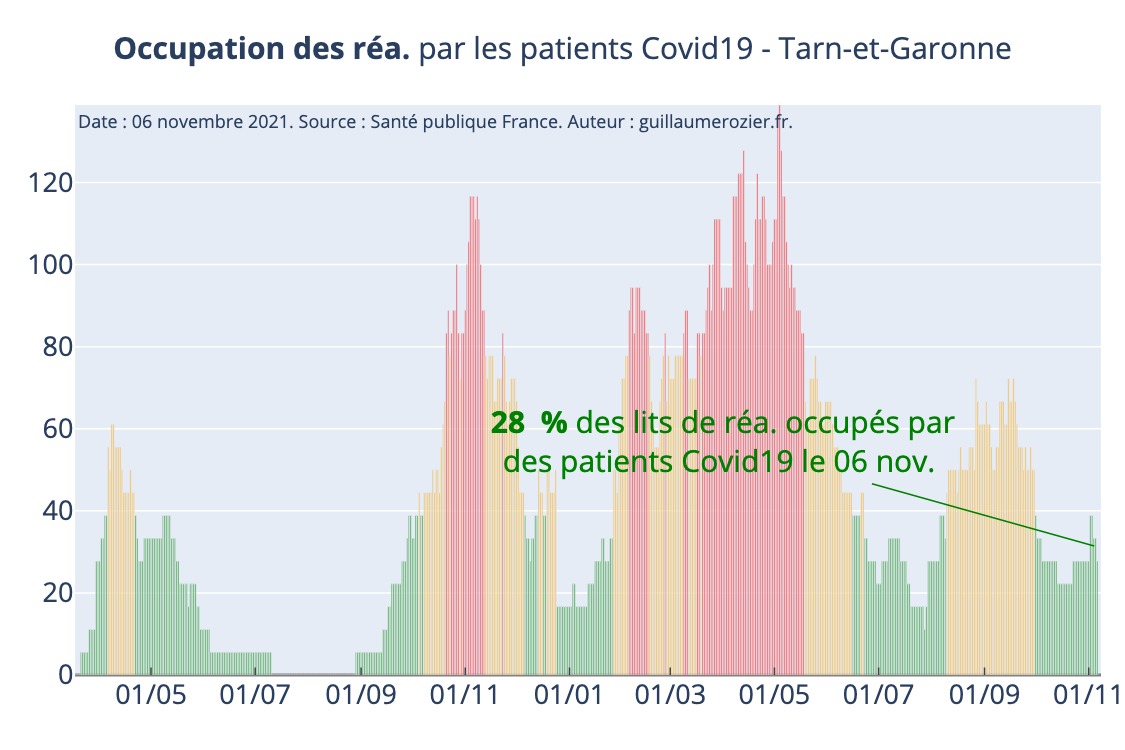 Occupation des réa. par les patients Covid19 - Tarn-et-Garonne
Date : 06 novembre 2021. Source : Santé publique France. Auteur : guillaumerozier.fr.
120
100
80
60
40
20
0
28 % des lits de réa. occupés par
des patients Covid19 le 06 nov.
01/05 01/07 01/09 01/11 01/01 01/03 01/05 01/07 01/09 01/11